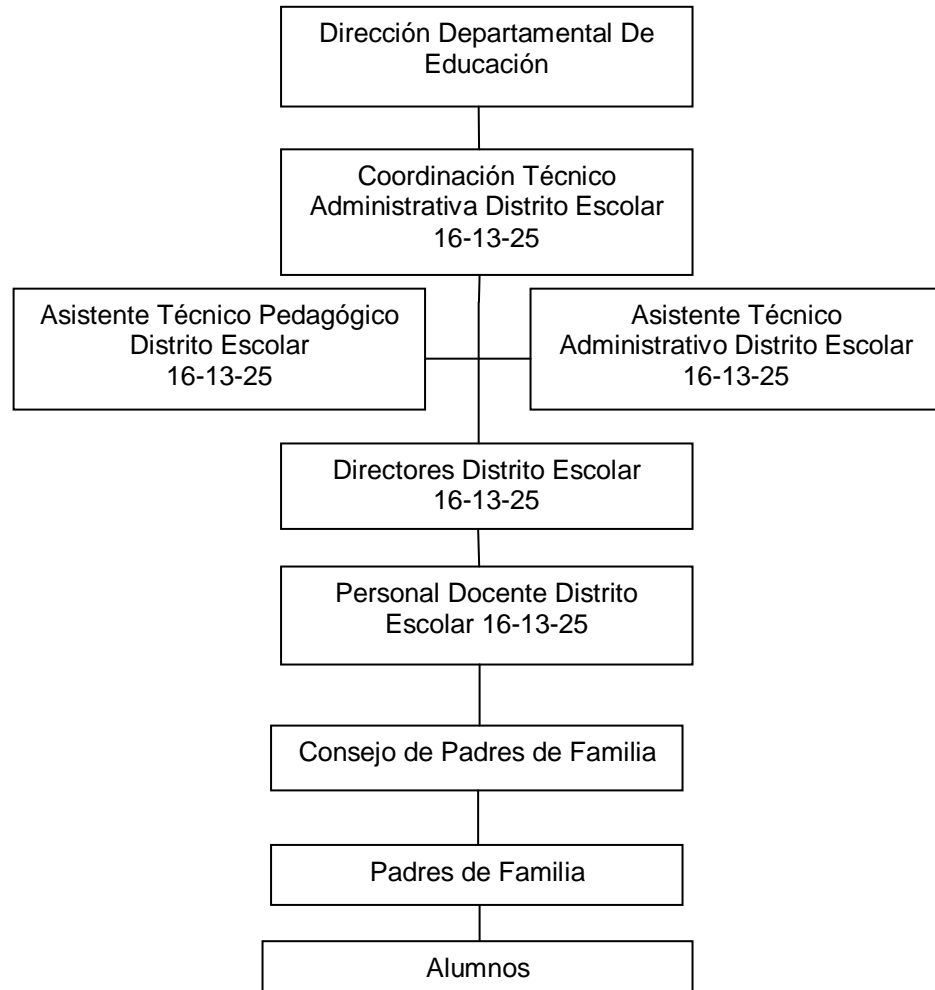 Dirección Departamental De
Educación
Coordinación Técnico
Administrativa Distrito Escolar
16-13-25
Asistente Técnico Pedagógico
Distrito Escolar
16-13-25
Asistente Técnico
Administrativo Distrito Escolar
16-13-25
Directores Distrito Escolar
16-13-25
Personal Docente Distrito
Escolar 16-13-25
Consejo de Padres de Familia
Padres de Familia
Alumnos